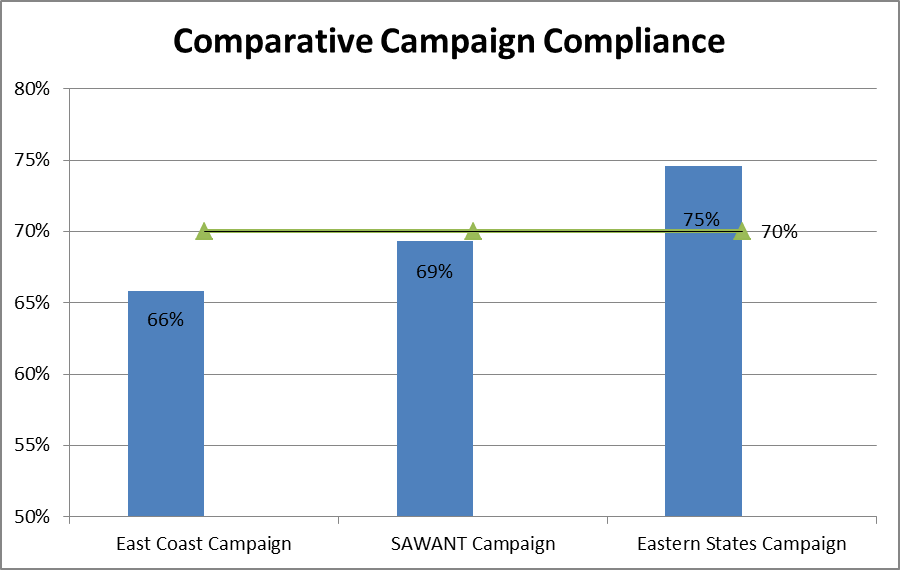 Comparative Campaign Compliance
80%
75%
70%
65%
60%
55%
50%
66%
69%
75%
70%
East Coast Campaign
SAWANT Campaign
Eastern States Campaign